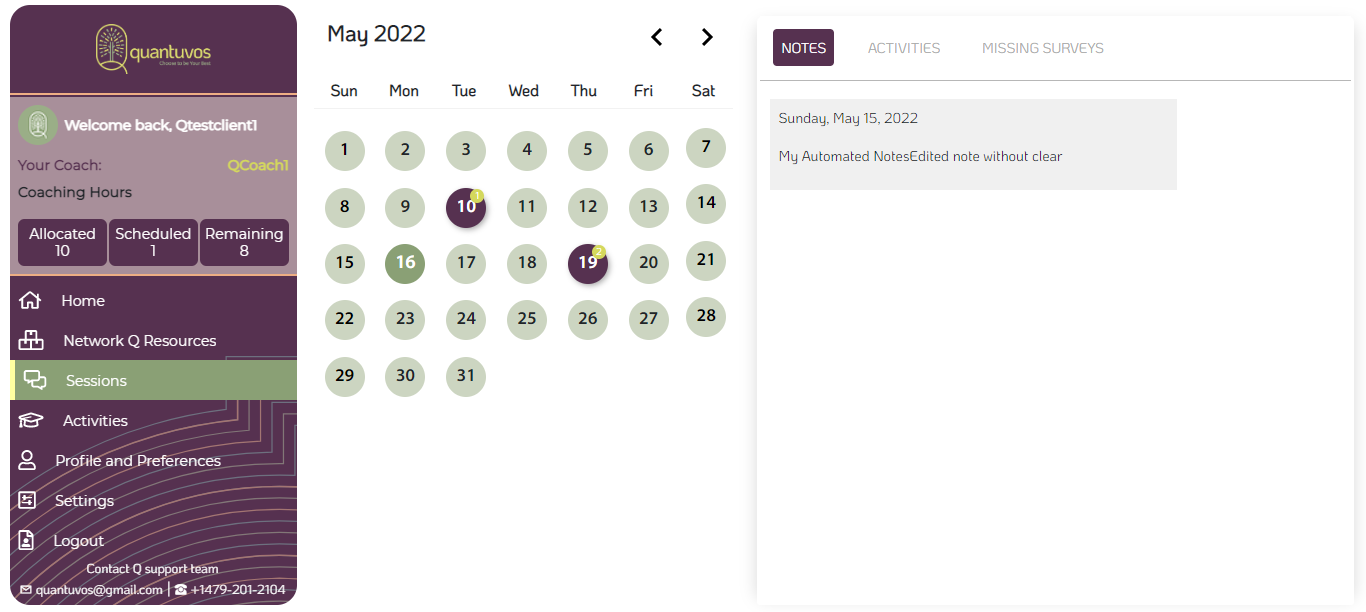 quantuvos
Choose to be Your Best
Welcome back, Qtestclient1
Your Coach: QCoach1
Coaching Hours
Allocated Scheduled Remaining
10 1 8
Home
Network Q Resources
Sessions
Activities
Profile and Preferences
Settings
Logout
Contact Q support team
quantuvos@gmail.com | +1479-201-2104
May 2022
Sun Mon Tue Wed Thu Fri Sat
1 2 3 4 5 6 7
8 9 10 1 11 12 13 14
15 16 17 18 19 2 20 21
22 23 24 25 26 27 28
29 30 31
NOTES ACTIVITIES MISSING SURVEYS
Sunday, May 15, 2022
My Automated NotesEdited note without clear